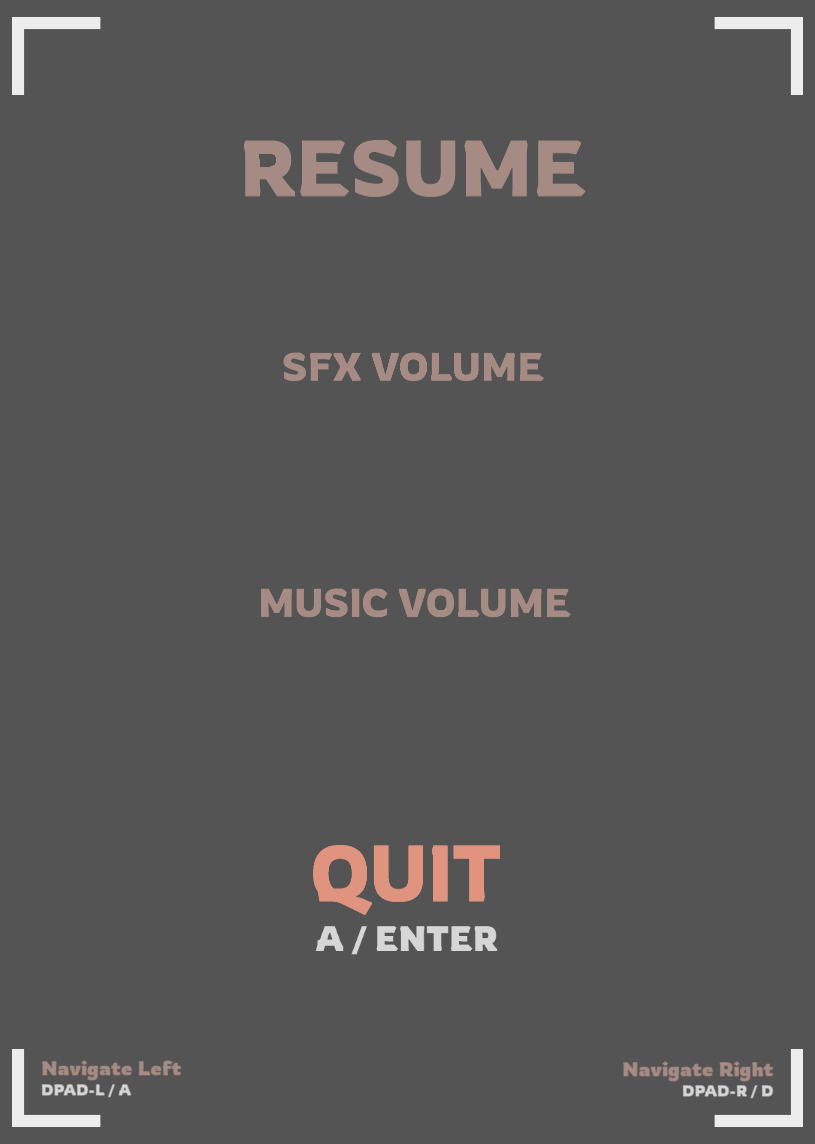 RESUME
SFX VOLUME
MUSIC VOLUME
QUIT
A / ENTER
Navigate Left
DPAD-L / A
Navigate Right
DPAD-R / D